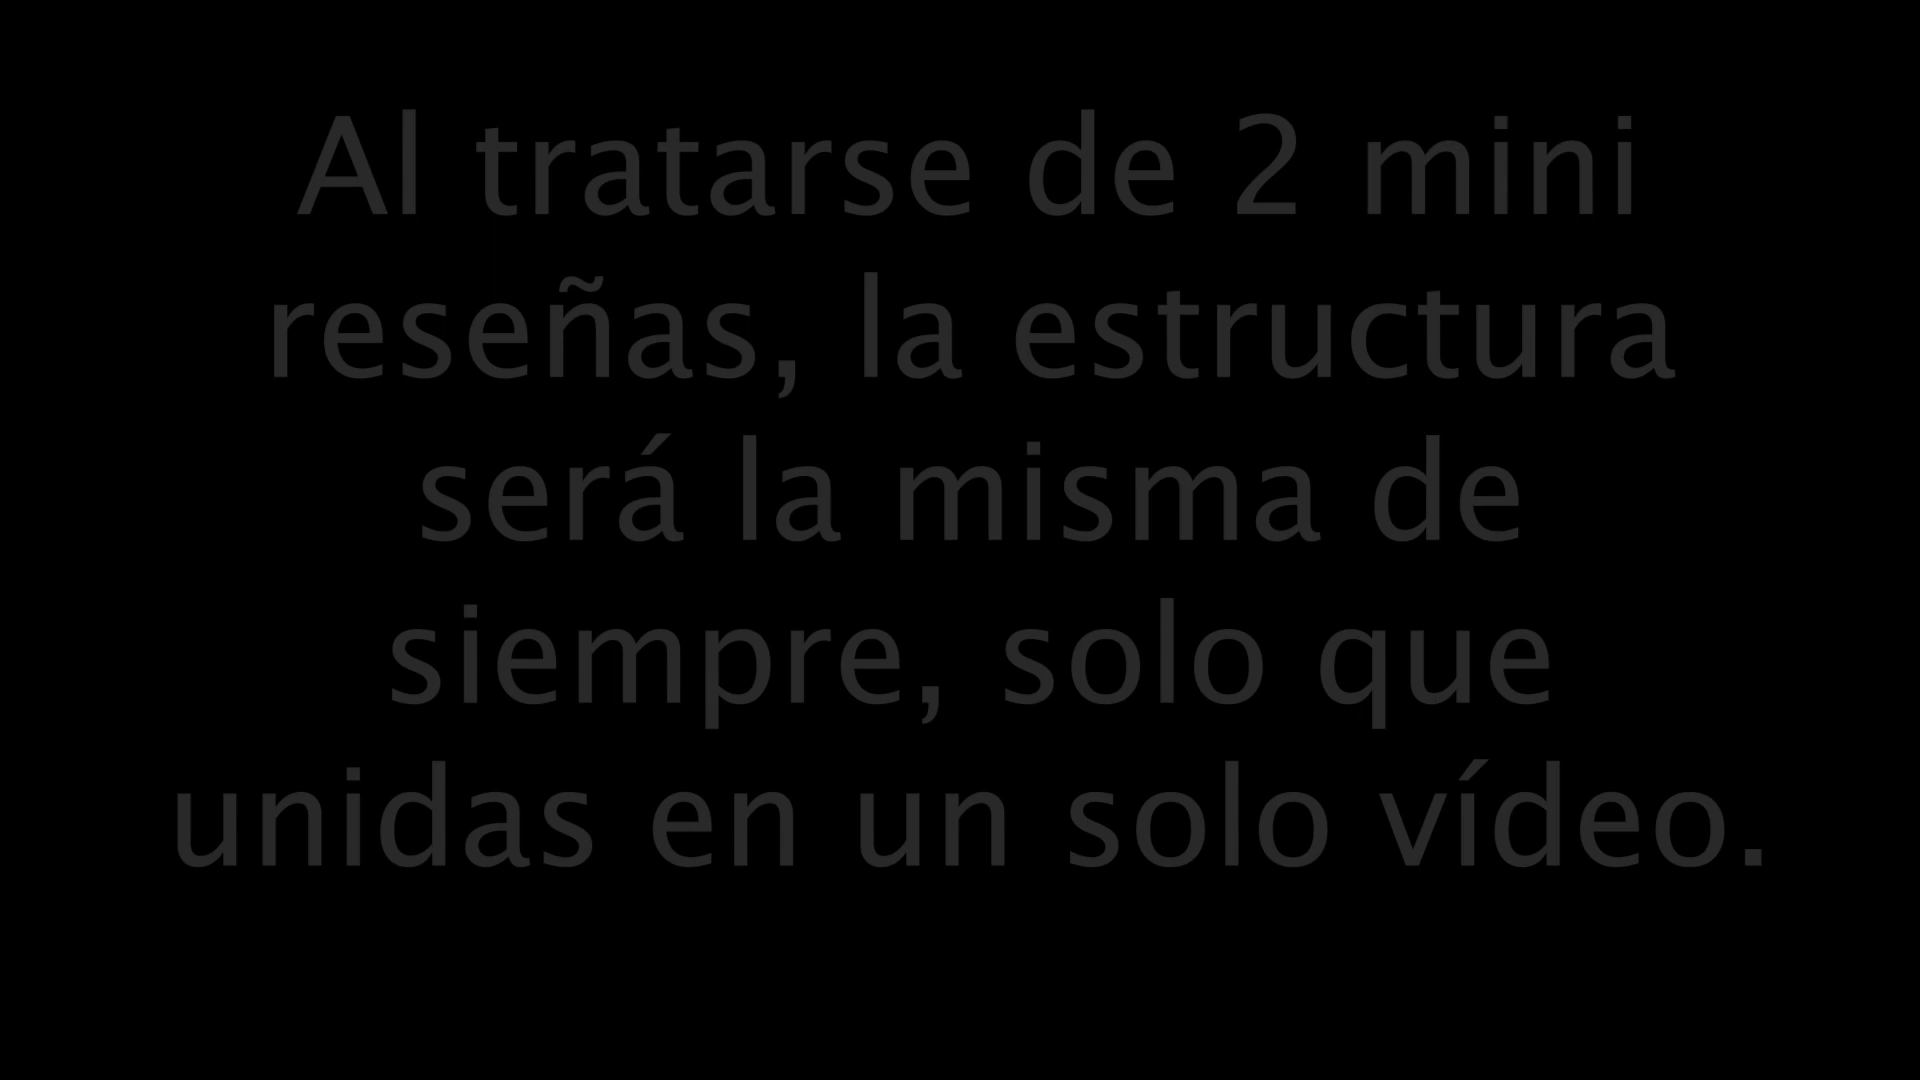 Al tratarse de 2 mini
reseñas, la estructura
será la misma de
siempre, solo que
unidas en un solo vídeo.